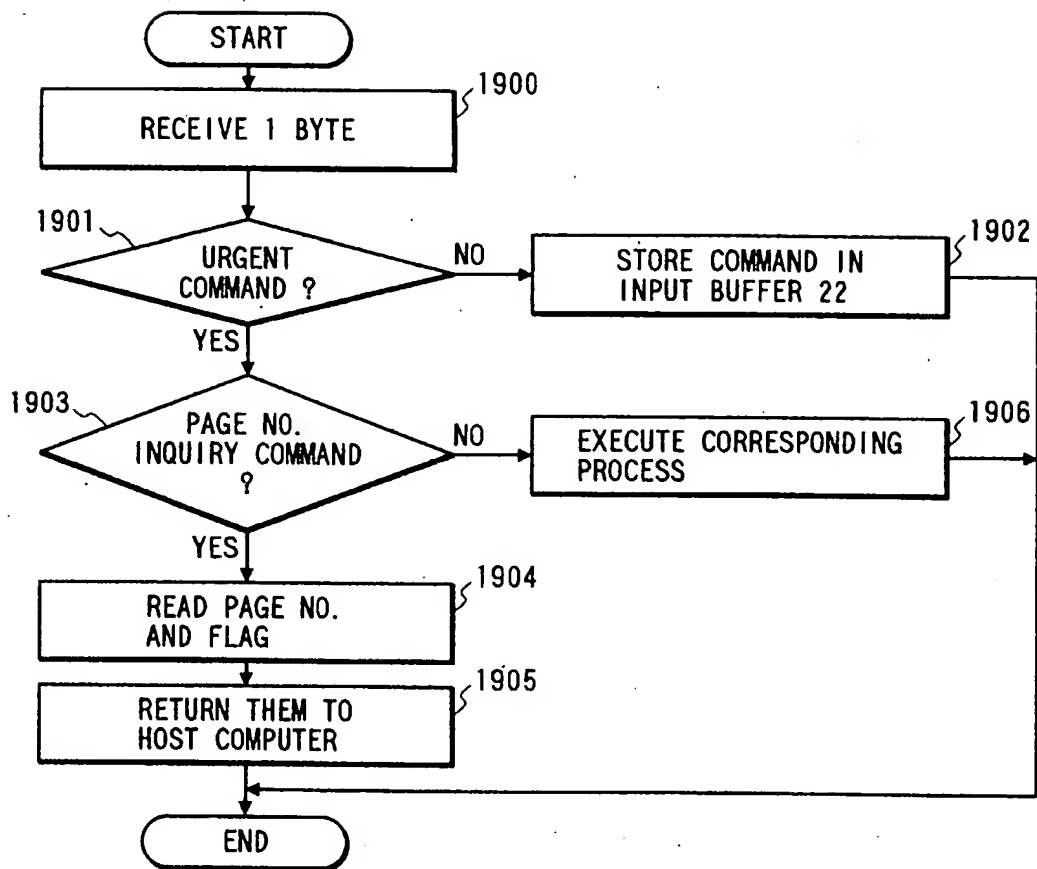 START
1900
RECEIVE 1 BYTE
1901
URGENT
COMMAND ?
NO
1902
STORE COMMAND IN
INPUT BUFFER 22
YES
1903
PAGE NO.
INQUIRY COMMAND
?
NO
1906
EXECUTE CORRESPONDING
PROCESS
YES
1904
READ PAGE NO.
AND FLAG
1905
RETURN THEM TO
HOST COMPUTER
END